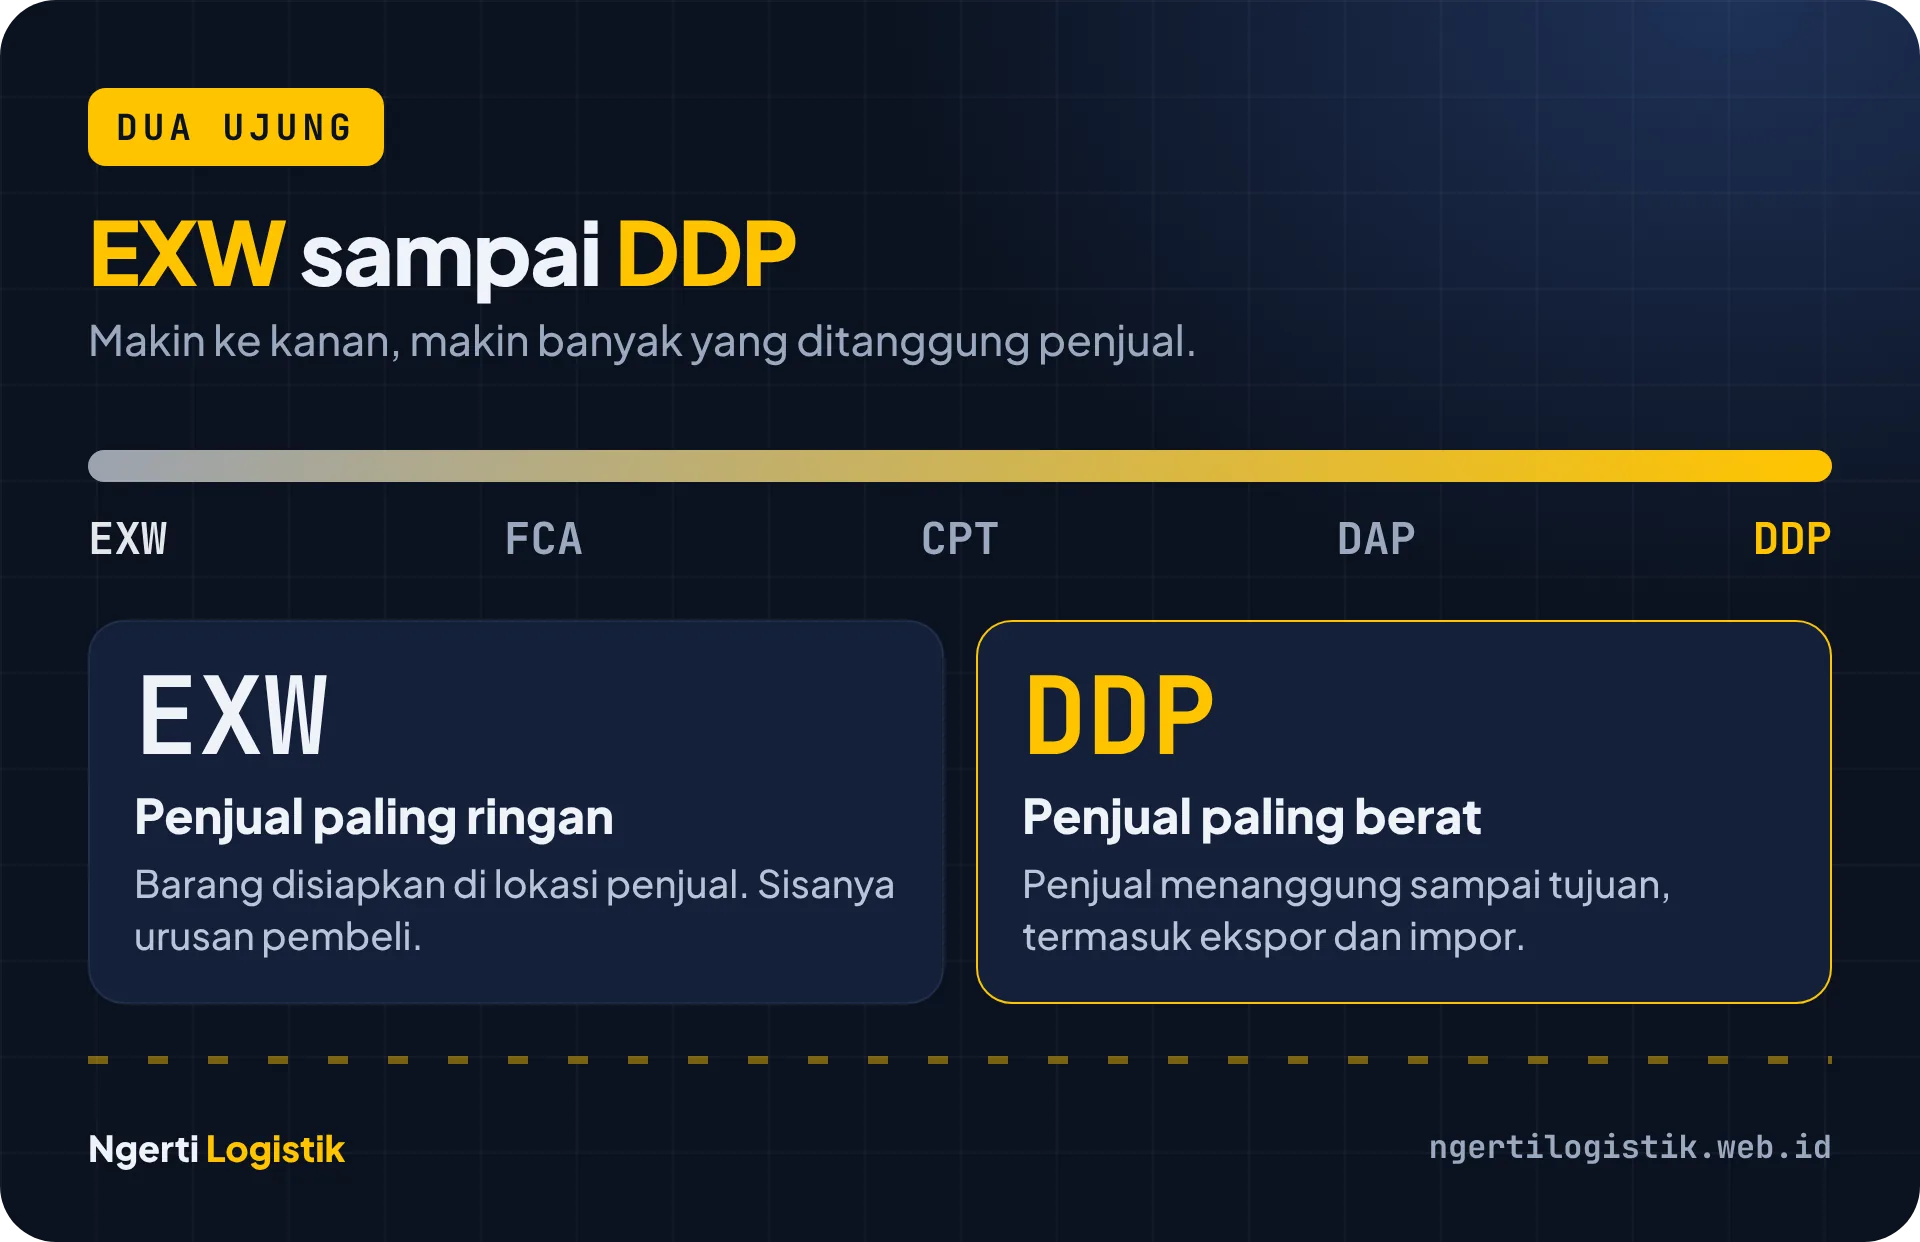 DUA UJUNG
EXW sampai DDP
Makin ke kanan, makin banyak yang ditanggung penjual.
EXW FCA CPT DAP DDP
EXW
Penjual paling ringan
Barang disiapkan di lokasi penjual. Sisanya
urusan pembeli.
DDP
Penjual paling berat
Penjual menanggung sampai tujuan,
termasuk ekspor dan impor.
Ngerti Logistik
ngertilogistik.web.id